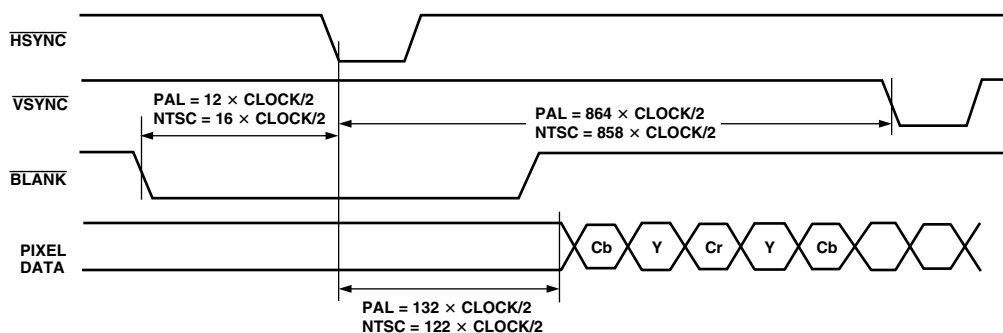 HSYNC
VSYNC
PAL = 12 × CLOCK/2
NTSC = 16 × CLOCK/2
PAL = 864 × CLOCK/2
NTSC = 858 × CLOCK/2
BLANK
PIXEL
DATA
Cb Y Cr Y Cb
PAL = 132 × CLOCK/2
NTSC = 122 × CLOCK/2